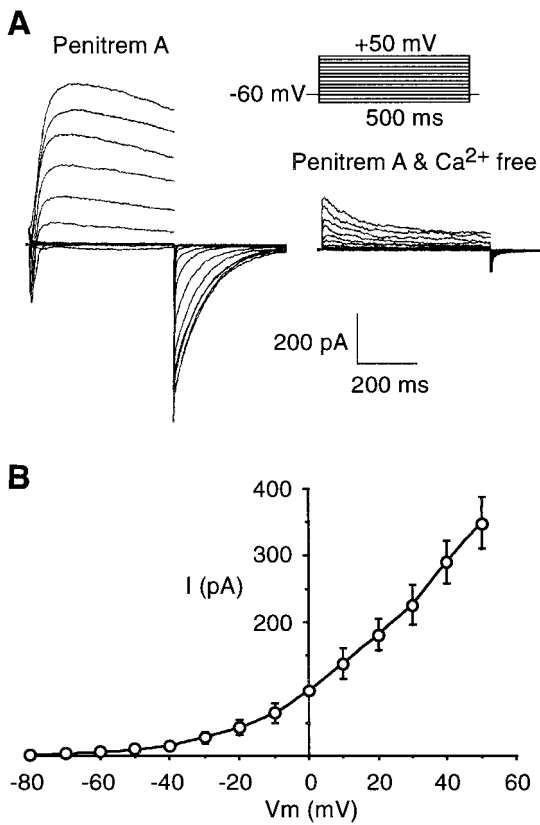 A
Penitrem A
+50 mV
-60 mV
500 ms
Penitrem A & Ca2+ free
200 pA
200 ms
B
400
300
I (pA)
200
-80 -60 -40 -20 0 20 40 60
Vm (mV)